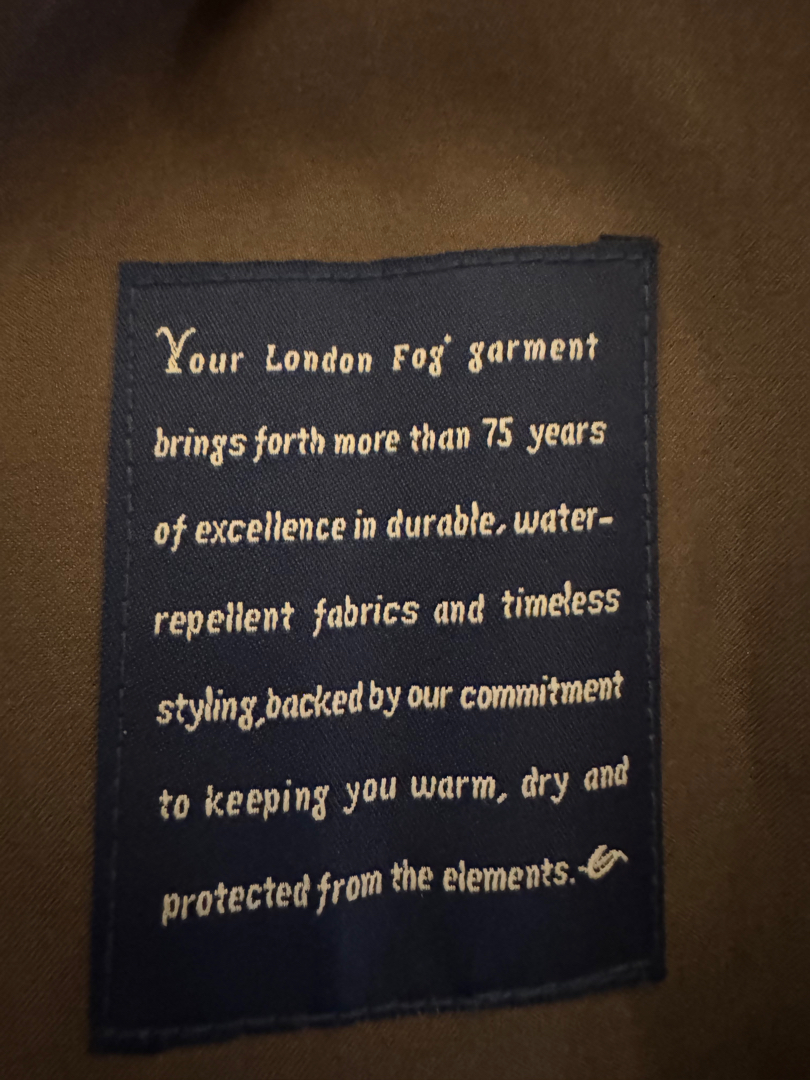 Your London Fog® garment
brings forth more than 75 years
of excellence in durable, water-
repellent fabrics and timeless
styling,backed by our commitment
to keeping you warm, dry and
protected from the elements.